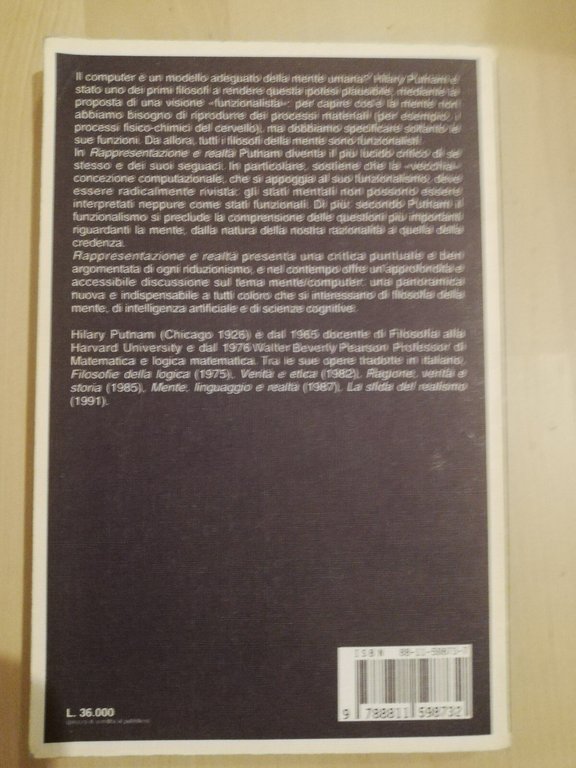 Il computer è un modello adeguato della mente umana? Hilary Putnam è
stato uno dei primi filosofi a rendere questa ipotesi plausibile, mediante la
proposta di una visione «funzionalista»: per capire cos'è la mente non
abbiamo bisogno di riprodurre dei processi materiali (per esempio, i
processi fisico-chimici del cervello), ma dobbiamo specificare soltanto le
sue funzioni. Da allora, tutti i filosofi della mente sono funzionalisti.
In Rappresentazione e realtà Putnam diventa il più lucido critico di se
stesso e dei suoi seguaci. In particolare, sostiene che la «vecchia»
concezione computazionale, che si appoggia al suo funzionalismo, deve
essere radicalmente rivista: gli stati mentali non possono essere
interpretati neppure come stati funzionali. Di più: secondo Putnam il
funzionalismo si preclude la comprensione delle questioni più importanti
riguardanti la mente, dalla natura della nostra razionalità a quella della
credenza.
Rappresentazione e realtà presenta una critica puntuale e ben
argomentata di ogni riduzionismo, e nel contempo offre un'approfondita e
accessibile discussione sul tema mente/computer: una panoramica
nuova e indispensabile a tutti coloro che si interessano di filosofia della
mente, di intelligenza artificiale e di scienze cognitive.
Hilary Putnam (Chicago 1926) è dal 1965 docente di Filosofia alla
Harvard University e dal 1976 Walter Beverly Pearson Professor di
Matematica e logica matematica. Tra le sue opere tradotte in italiano,
Filosofie della logica (1975), Verità e etica (1982), Ragione, verità e
storia (1985), Mente, linguaggio e realtà (1987), La sfida del realismo
(1991).
ISBN 88-11-59873-7
L. 36.000
9 788811 598732